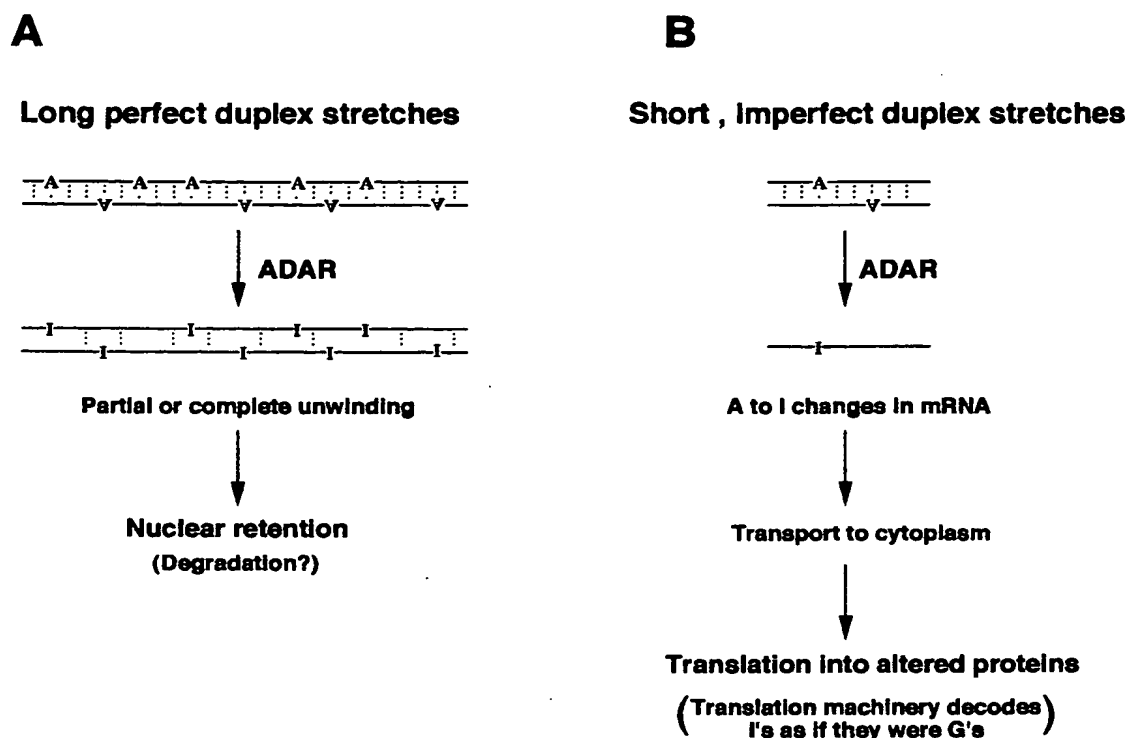 A
Long perfect duplex stretches
A A A A A
A A A A
ADAR
I I I I
I I I I
Partial or complete unwinding
Nuclear retention
(Degradation?)
B
Short , imperfect duplex stretches
A
A
ADAR
I
A to I changes in mRNA
Transport to cytoplasm
Translation into altered proteins
(Translation machinery decodes
I's as if they were G's)